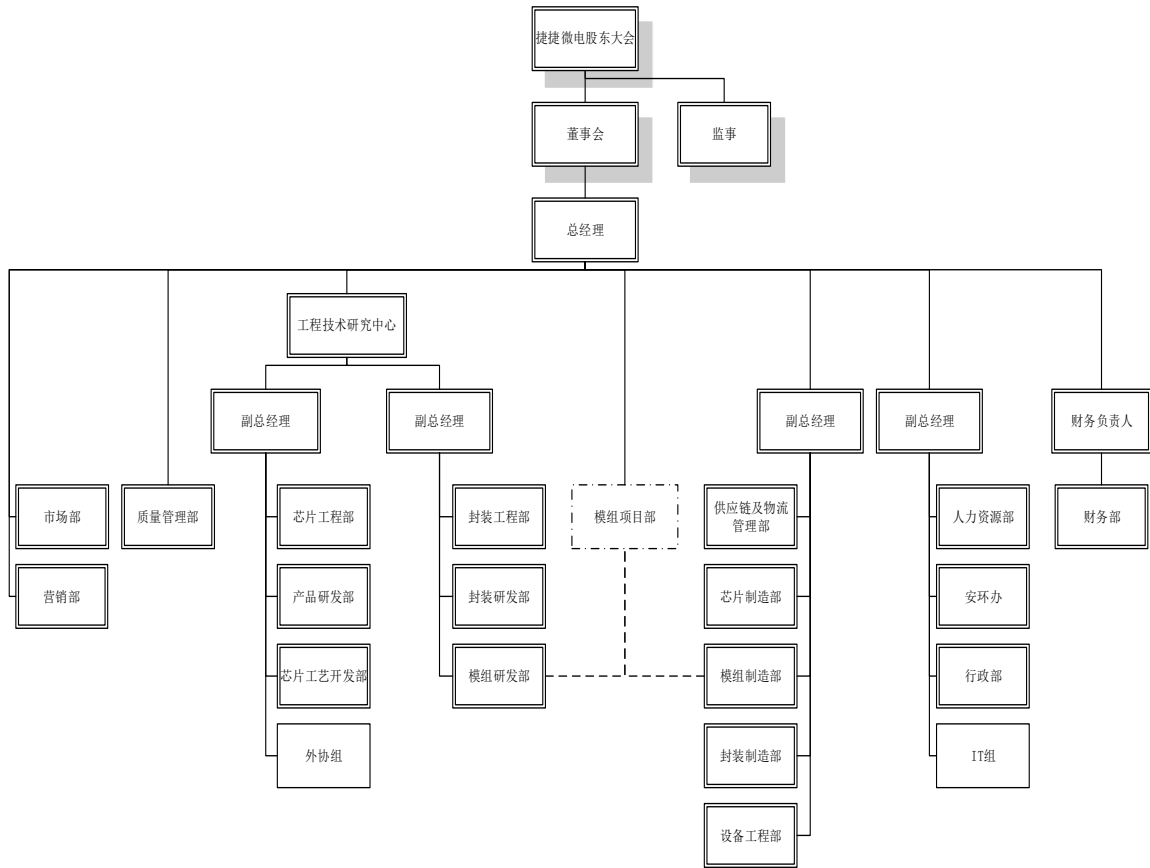 捷捷微电股东大会
董事会
监事
总经理
工程技术研究中心
副总经理
副总经理
副总经理
副总经理
财务负责人
市场部
质量管理部
芯片工程部
封装工程部
模组项目部
供应链及物流
管理部
人力资源部
财务部
营销部
产品研发部
封装研发部
芯片制造部
安环办
芯片工艺开发部
模组研发部
模组制造部
行政部
外协组
封装制造部
IT组
设备工程部